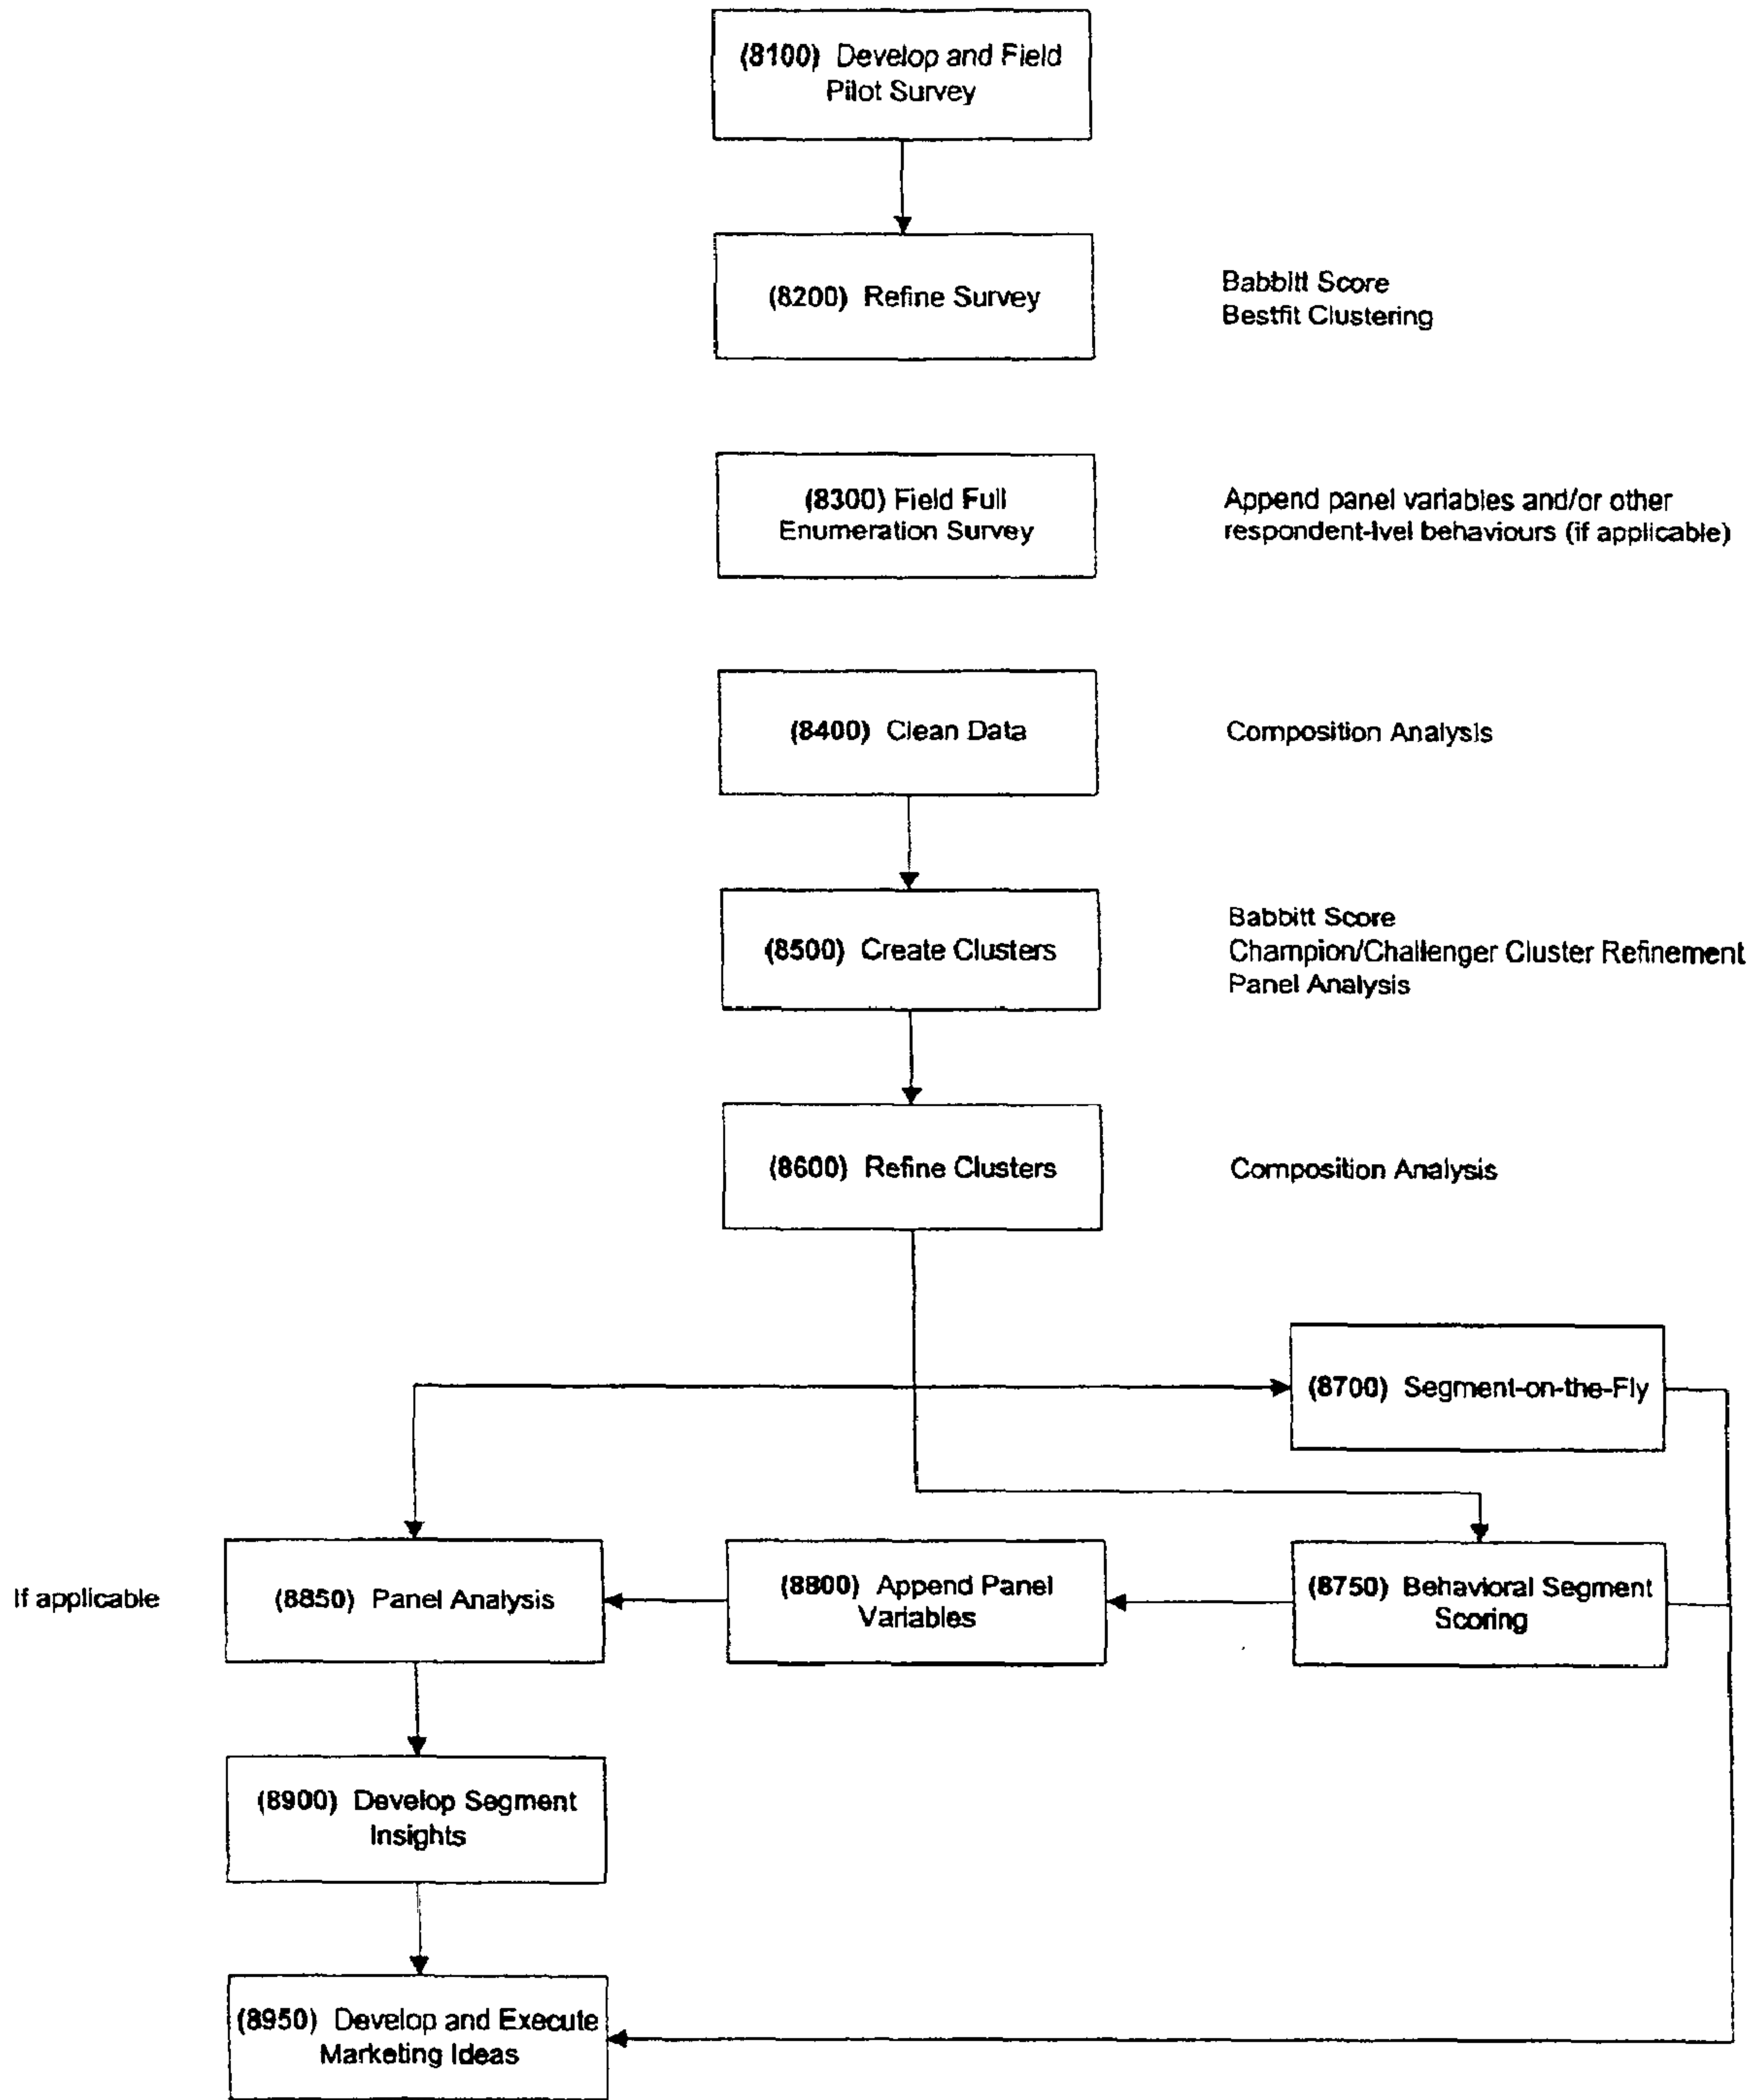 (8100) Develop and Field
Pilot Survey
(8200) Refine Survey
Babbitt Score
Bestfit Clustering
(8300) Field Full
Enumeration Survey
Append panel variables and/or other
respondent-lvel behaviours (if applicable)
(8400) Clean Data
Composition Analysis
(8500) Create Clusters
Babbitt Score
Champion/Challenger Cluster Refinement
Panel Analysis
(8600) Refine Clusters
Composition Analysis
(8700) Segment-on-the-Fly
If applicable
(8850) Panel Analysis
(8800) Append Panel
Variables
(8750) Behavioral Segment
Scoring
(8900) Develop Segment
Insights
(8950) Develop and Execute
Marketing Ideas